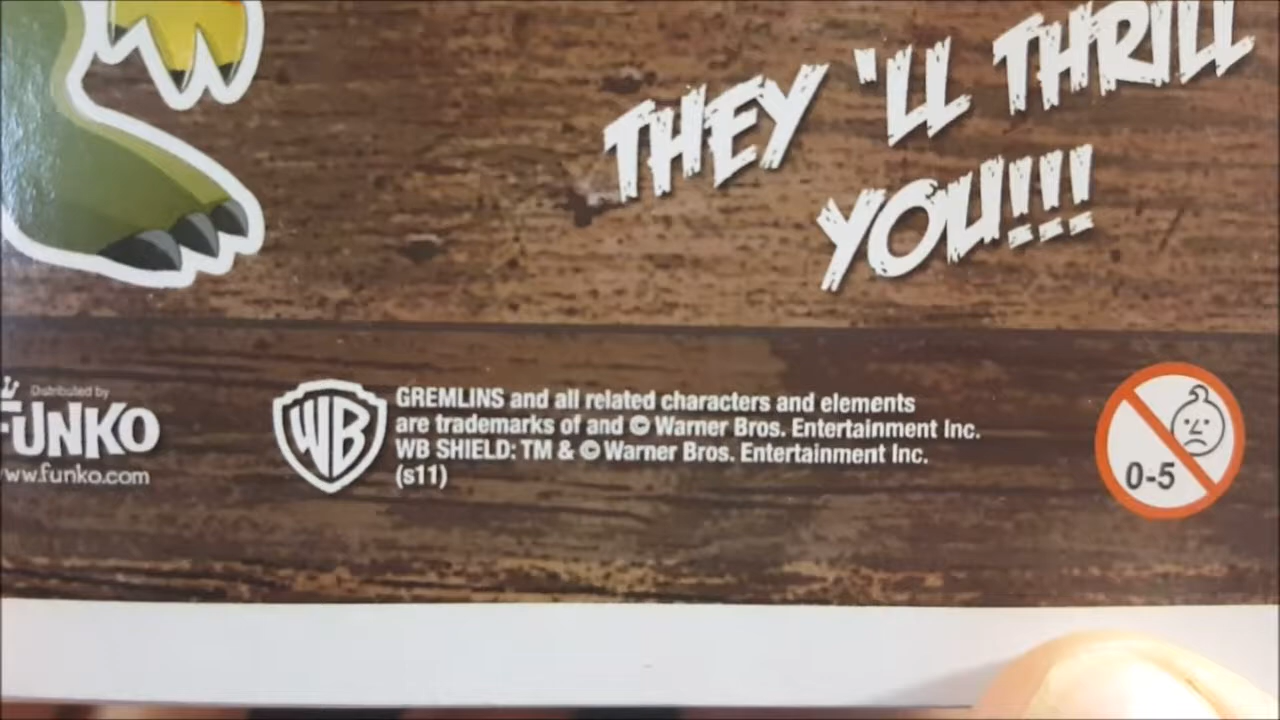 THEY 'LL THRILL
YOU!!!
Distributed by
FUNKO
www.funko.com
WB
GREMLINS and all related characters and elements
are trademarks of and © Warner Bros. Entertainment Inc.
WB SHIELD: TM & © Warner Bros. Entertainment Inc.
(s11)
0-5